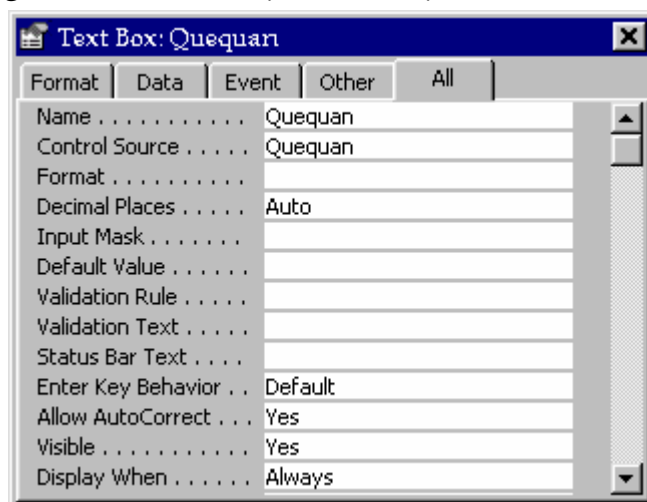 Text Box: Quequan
Format Data Event Other All
Name . . . . . . . . . . . Quequan
Control Source . . . . . Quequan
Format . . . . . . . . . .
Decimal Places . . . . . Auto
Input Mask . . . . . . .
Default Value . . . . . .
Validation Rule . . . . .
Validation Text . . . . .
Status Bar Text . . . .
Enter Key Behavior . . Default
Allow AutoCorrect . . . Yes
Visible . . . . . . . . . . . Yes
Display When . . . . . . Always